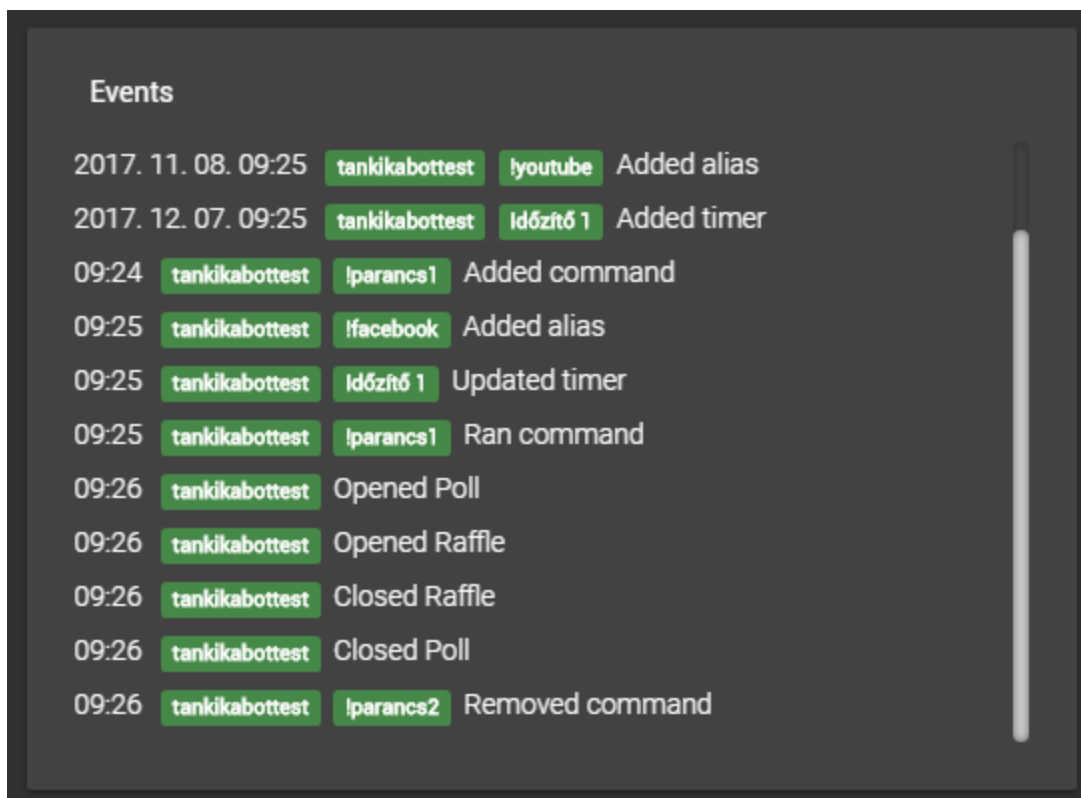 Events
2017. 11. 08. 09:25 tankikabottest !youtube Added alias
2017. 12. 07. 09:25 tankikabottest Időzítő 1 Added timer
09:24 tankikabottest !parancs1 Added command
09:25 tankikabottest !facebook Added alias
09:25 tankikabottest Időzítő 1 Updated timer
09:25 tankikabottest !parancs1 Ran command
09:26 tankikabottest Opened Poll
09:26 tankikabottest Opened Raffle
09:26 tankikabottest Closed Raffle
09:26 tankikabottest Closed Poll
09:26 tankikabottest !parancs2 Removed command